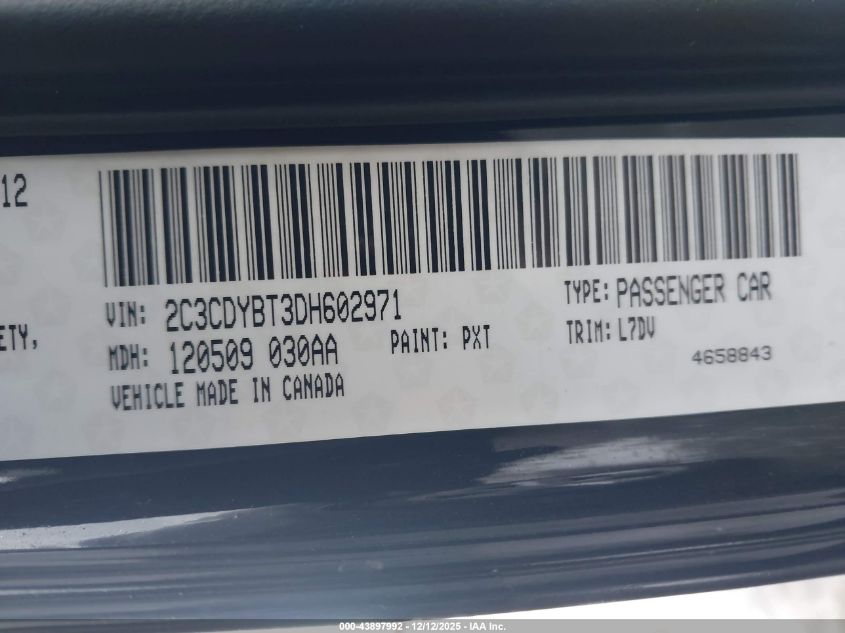 12
ETY,
VIN: 2C3CDYBT3DH602971
TYPE: PASSENGER CAR
MDH: 120509 030AA
PAINT: PXT
TRIM: L7DV
4658843
VEHICLE MADE IN CANADA
000-43897992 - 12/12/2025 - IAA Inc.